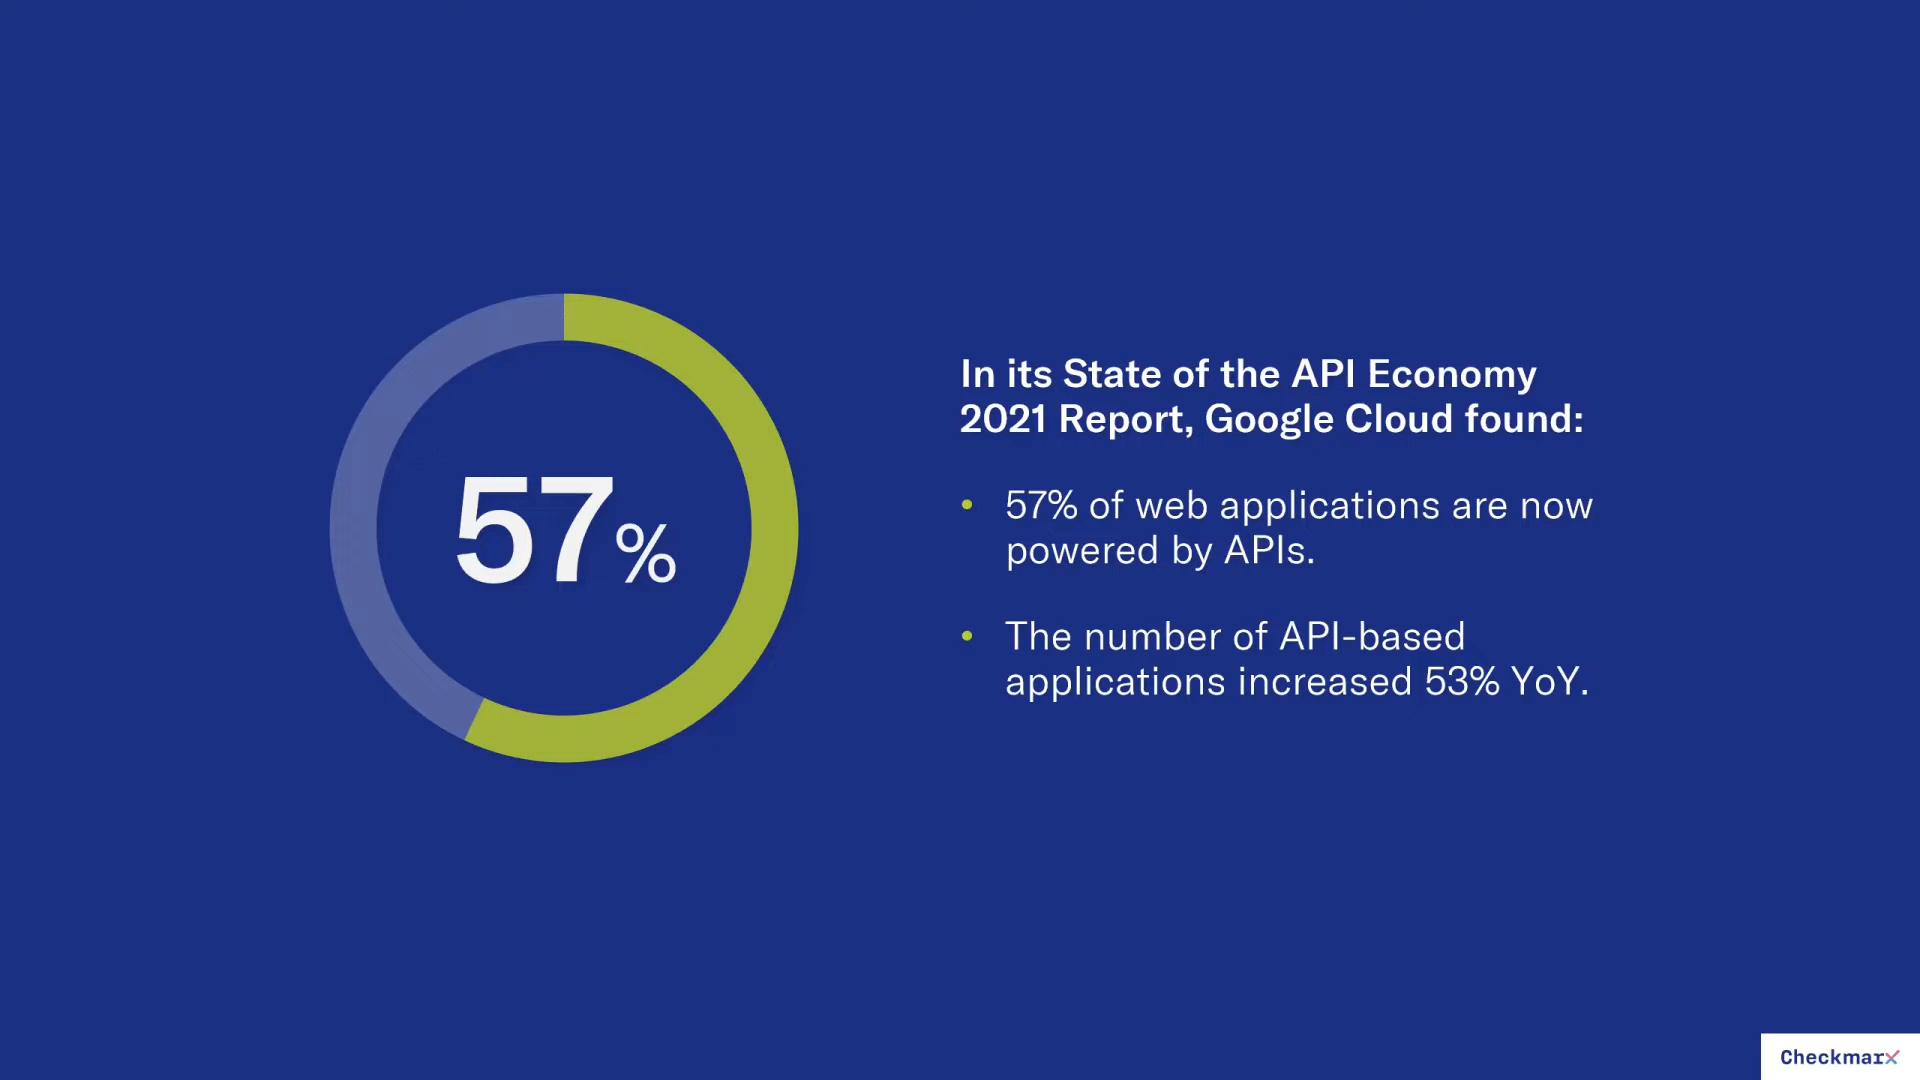 57%
In its State of the API Economy
2021 Report, Google Cloud found:
• 57% of web applications are now
powered by APIs.
• The number of API-based
applications increased 53% YoY.
Checkmarx